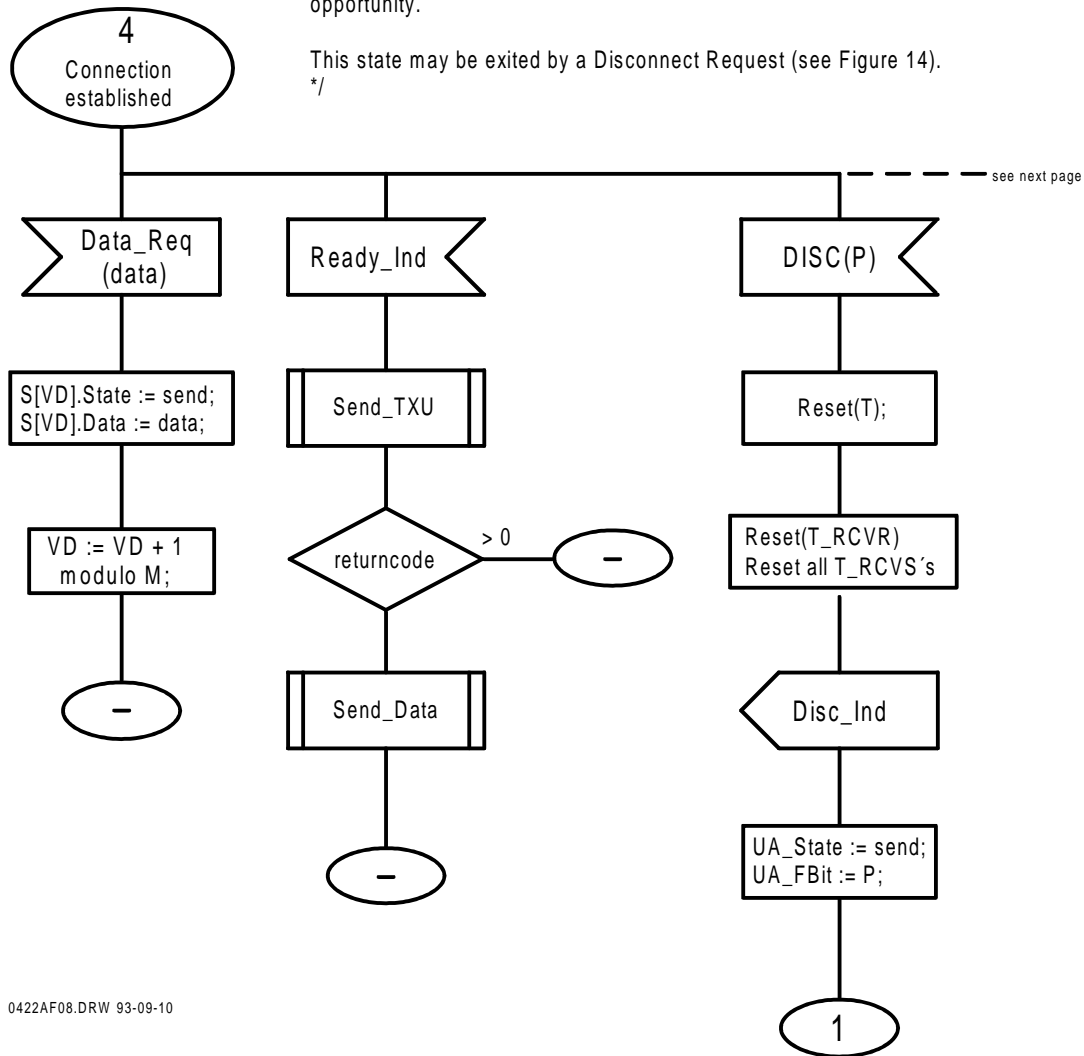 opportunity.
This state may be exited by a Disconnect Request (see Figure 14).
*/
4
Connection
established
see next page
Data_Req
(data)
Ready_Ind
DISC(P)
S[VD].State := send;
S[VD].Data := data;
Send_TXU
Reset(T);
VD := VD + 1
modulo M;
returncode
> 0
–
Reset(T_RCVR)
Reset all T_RCVS´s
–
Send_Data
Disc_Ind
–
UA_State := send;
UA_FBit := P;
1
0422AF08.DRW 93-09-10